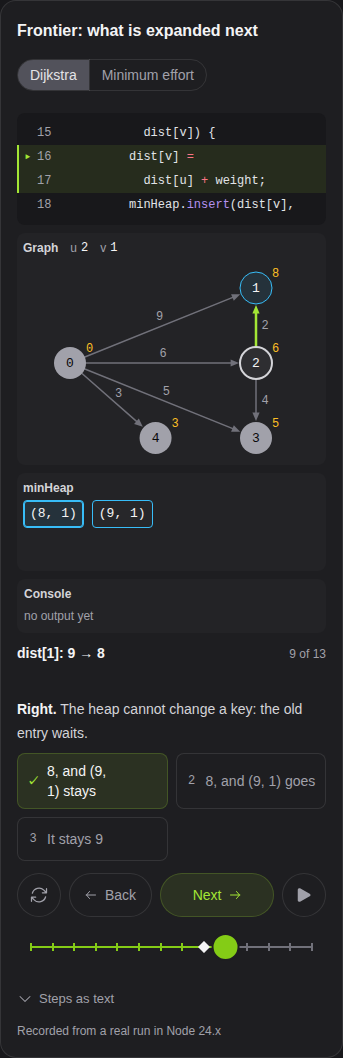 Frontier: what is expanded next
Dijkstra
Minimum effort
15 dist[v]) {
▸ 16 dist[v] =
17 dist[u] + weight;
18 minHeap.insert(dist[v],
Graph u 2 v 1
8
1
9
2
0
0
6
6
2
3
5
4
3
5
4
3
minHeap
(8, 1) (9, 1)
Console
no output yet
dist[1]: 9 → 8
9 of 13
Right. The heap cannot change a key: the old
entry waits.
✓ 8, and (9,
1) stays
2 8, and (9, 1) goes
3 It stays 9
← Back
Next →
Steps as text
Recorded from a real run in Node 24.x